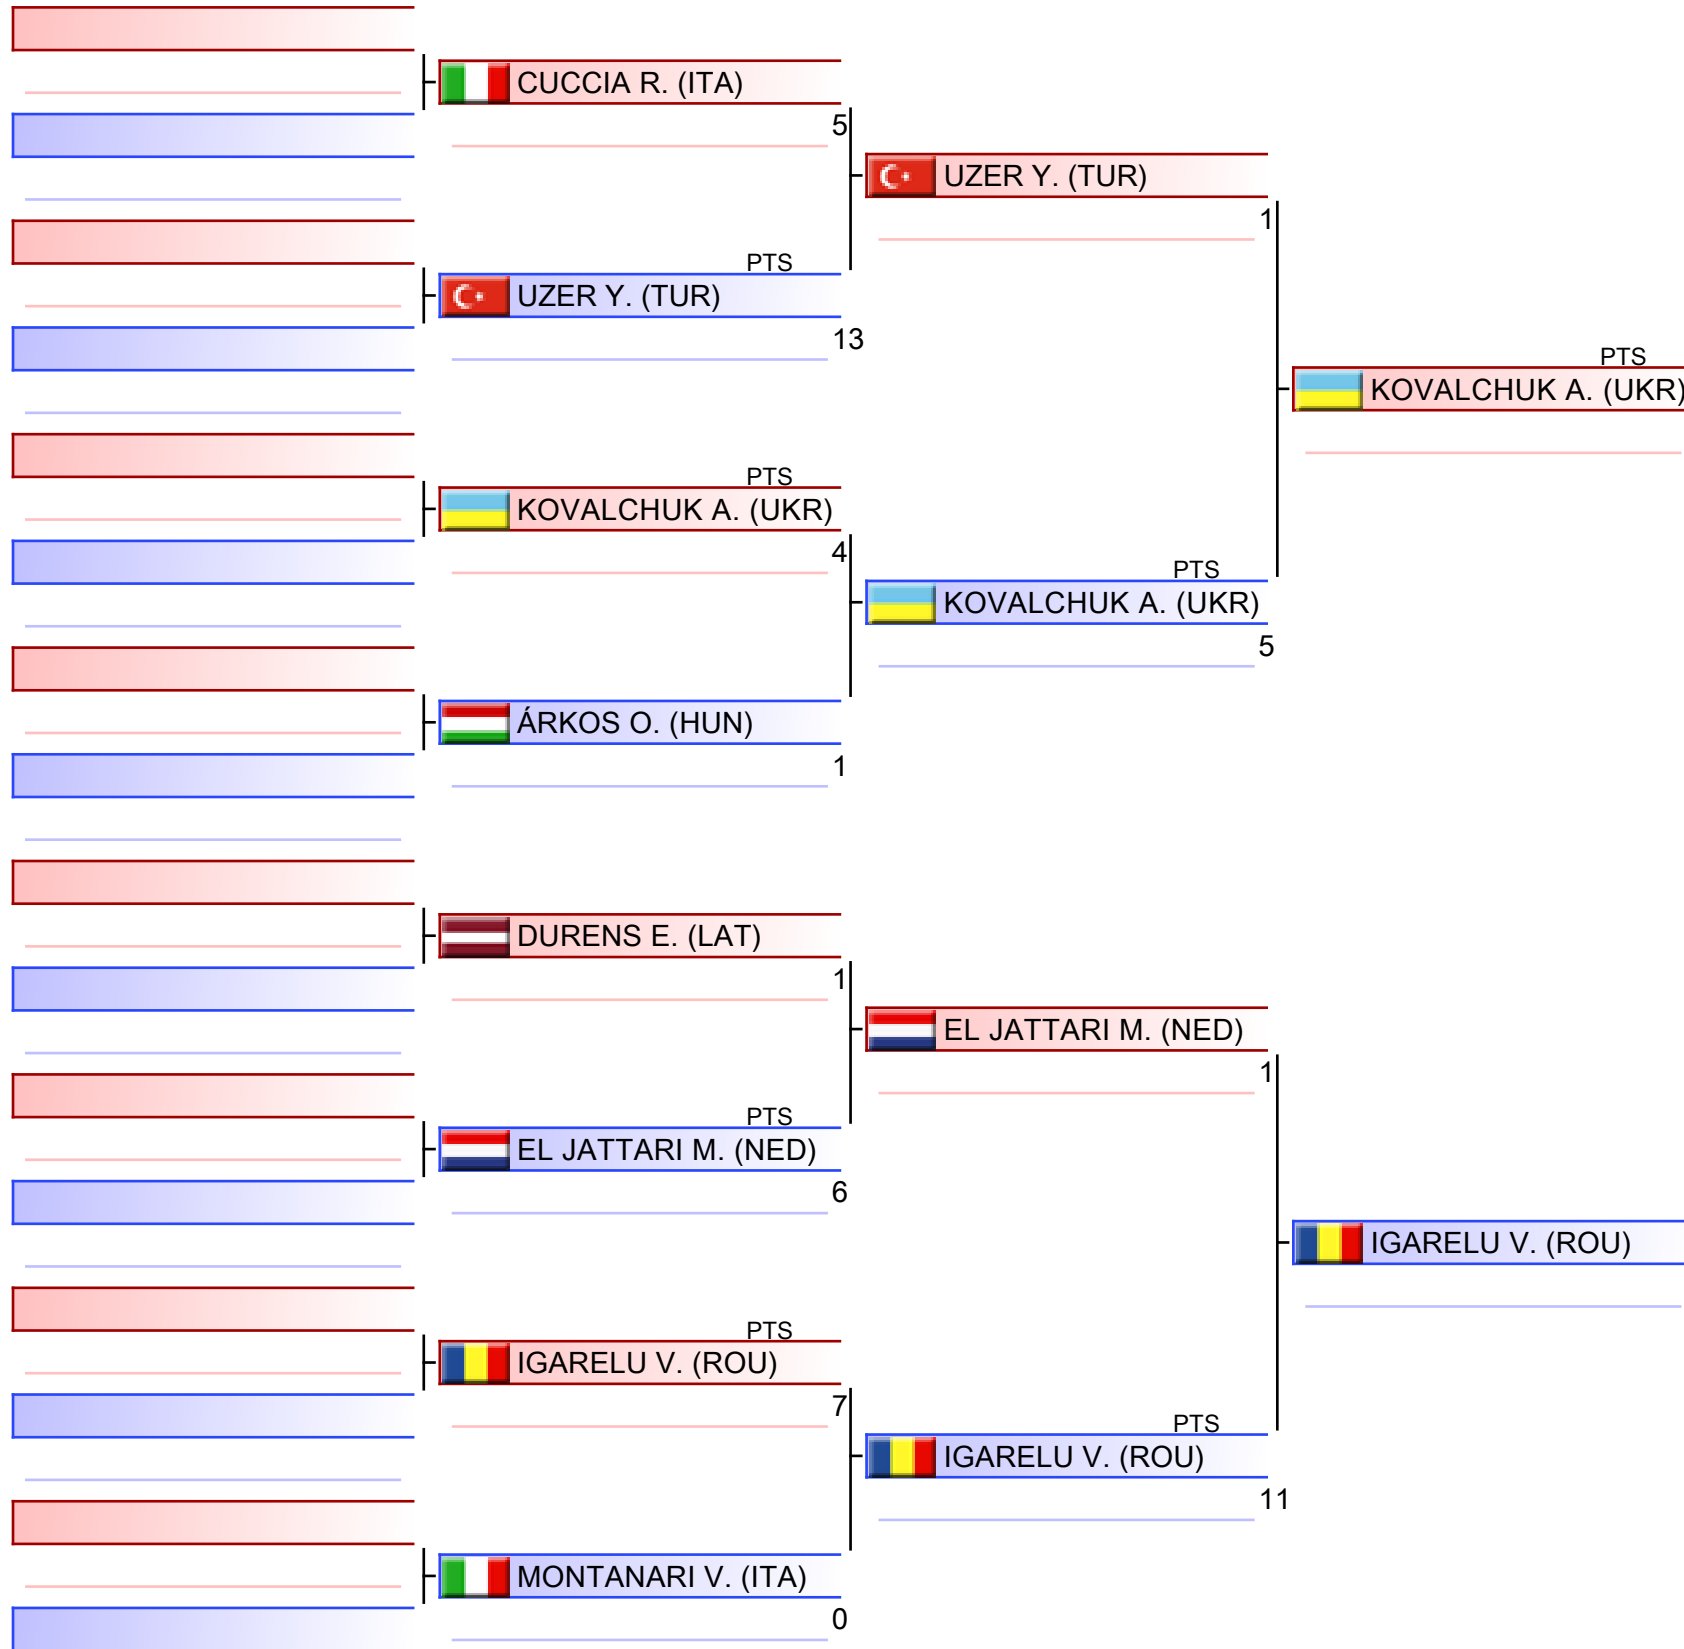 CUCCIA R. (ITA)
5
PTS
UZER Y. (TUR)
13
PTS
KOVALCHUK A. (UKR)
4
ÁRKOS O. (HUN)
1
DURENS E. (LAT)
1
PTS
EL JATTARI M. (NED)
6
PTS
IGARELU V. (ROU)
7
MONTANARI V. (ITA)
0
UZER Y. (TUR)
1
PTS
KOVALCHUK A. (UKR)
5
EL JATTARI M. (NED)
1
PTS
IGARELU V. (ROU)
11
PTS
KOVALCHUK A. (UKR)
IGARELU V. (ROU)